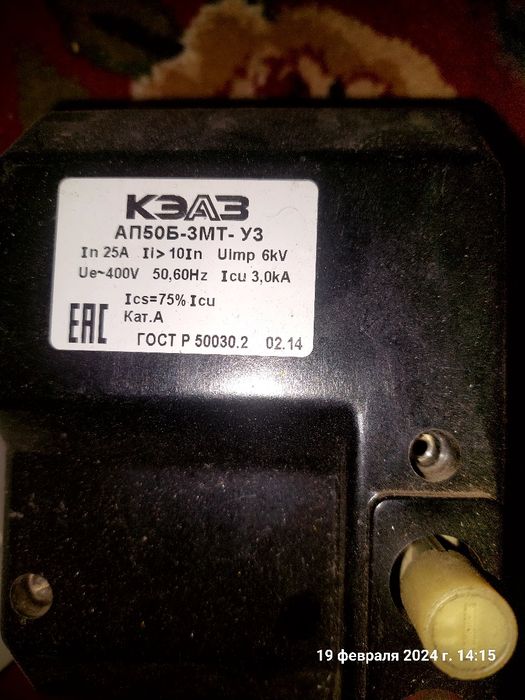 КЭАЗ
АП50Б-3МТ- У3
In 25A Ii> 10In UImp 6kV
Ue~400V 50,60Hz Icu 3,0kA
Ics=75% Icu
Кат.А
EAC ГОСТ Р 50030.2 02.14
19 февраля 2024 г. 14:15